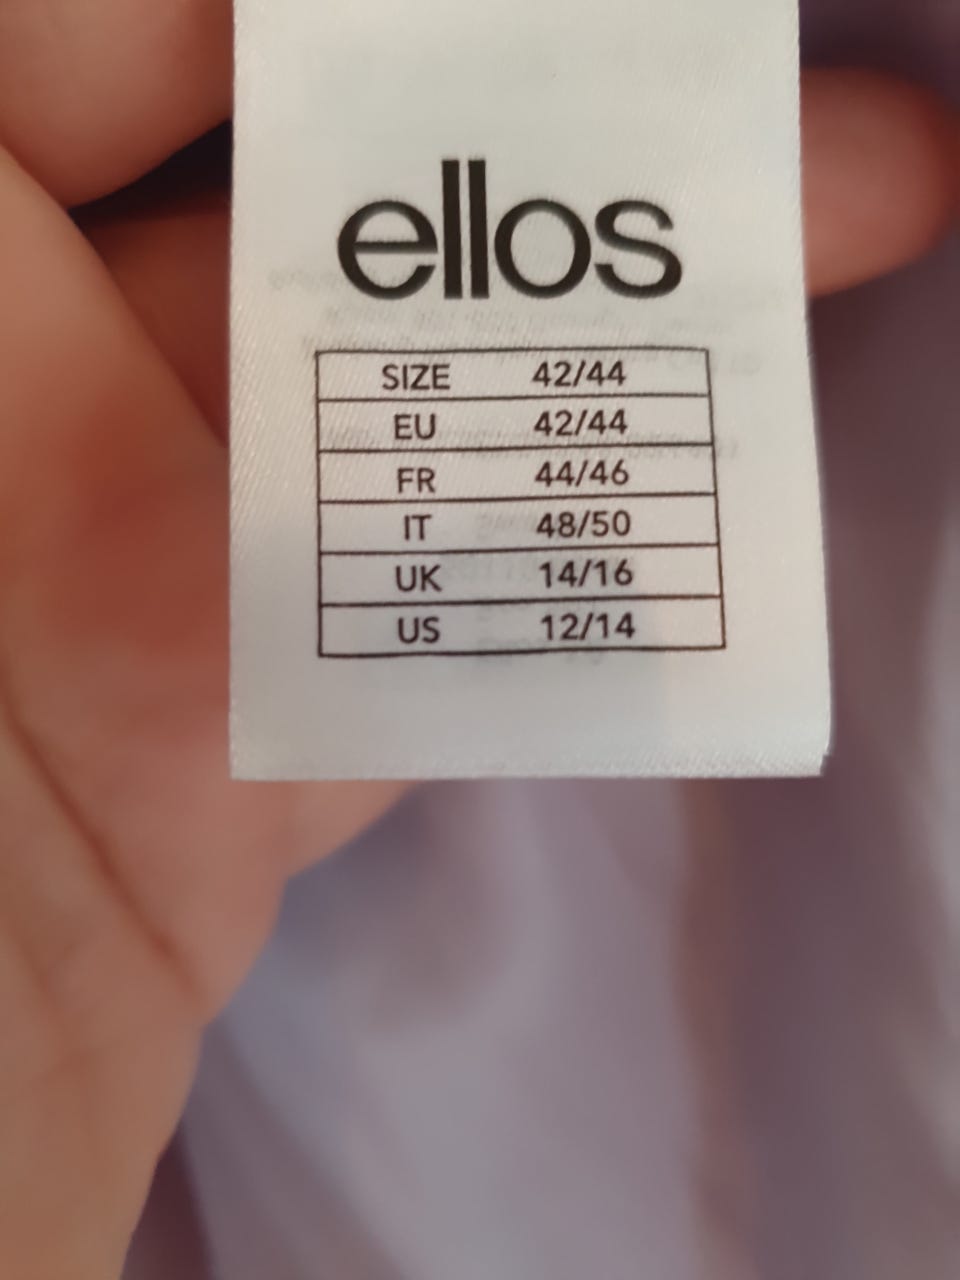 ellos
SIZE 42/44
EU 42/44
FR 44/46
IT 48/50
UK 14/16
US 12/14